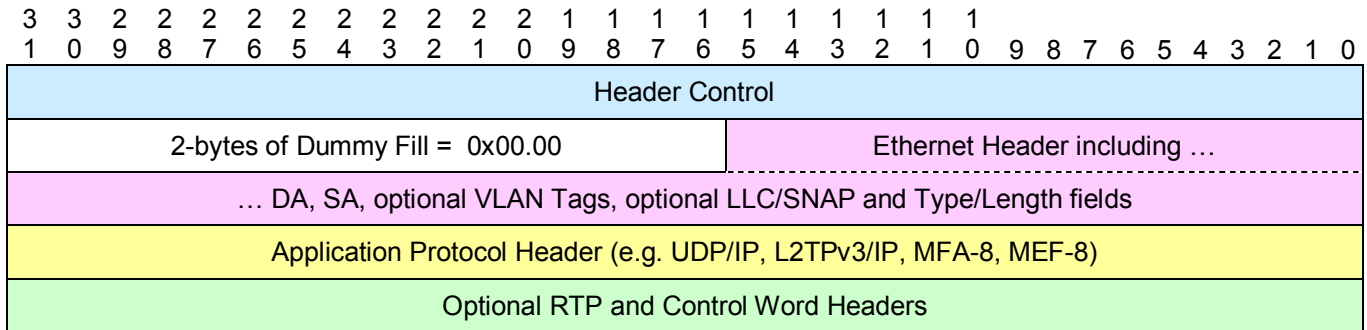 3 3 2 2 2 2 2 2 2 2 2 2 1 1 1 1 1 1 1 1 1 1
1 0 9 8 7 6 5 4 3 2 1 0 9 8 7 6 5 4 3 2 1 0 9 8 7 6 5 4 3 2 1 0
Header Control
2-bytes of Dummy Fill = 0x00.00 Ethernet Header including …
… DA, SA, optional VLAN Tags, optional LLC/SNAP and Type/Length fields
Application Protocol Header (e.g. UDP/IP, L2TPv3/IP, MFA-8, MEF-8)
Optional RTP and Control Word Headers